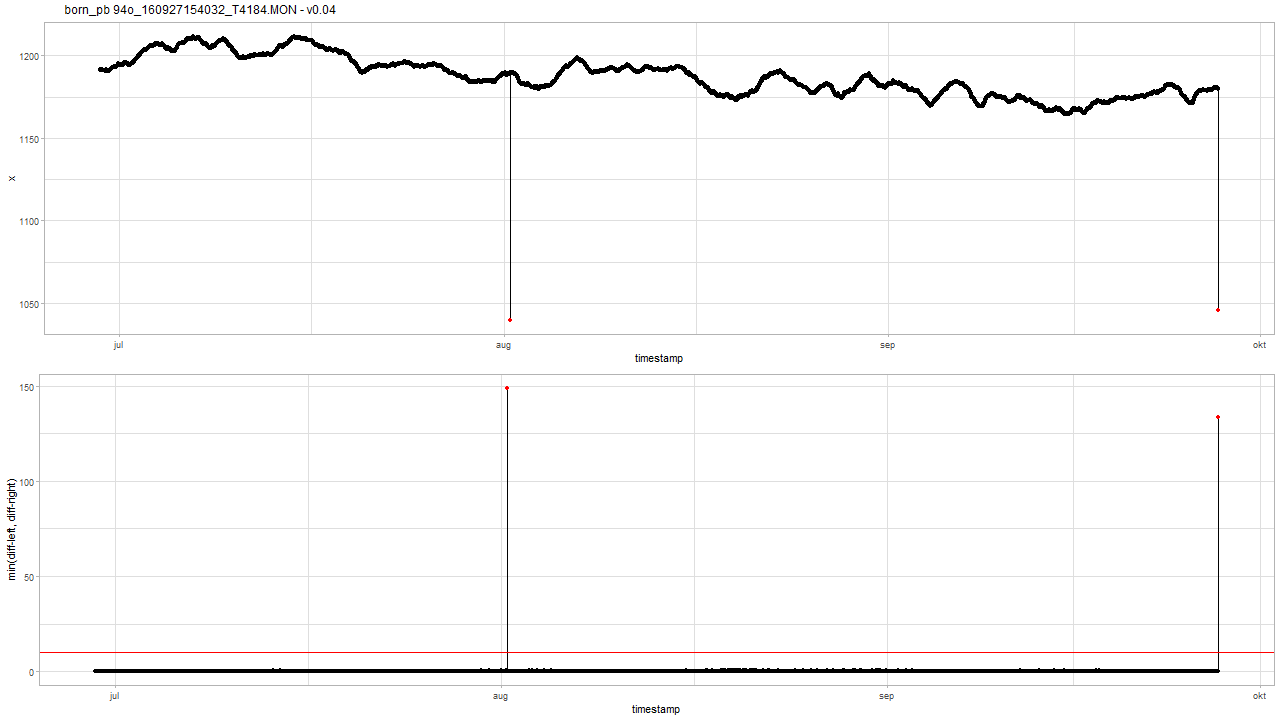 born_pb 94o_160927154032_T4184.MON - v0.04
1200
1150
1100
1050
x
jul
aug
sep
okt
timestamp
150
100
50
0
min(diff-left, diff-right)
jul
aug
sep
okt
timestamp